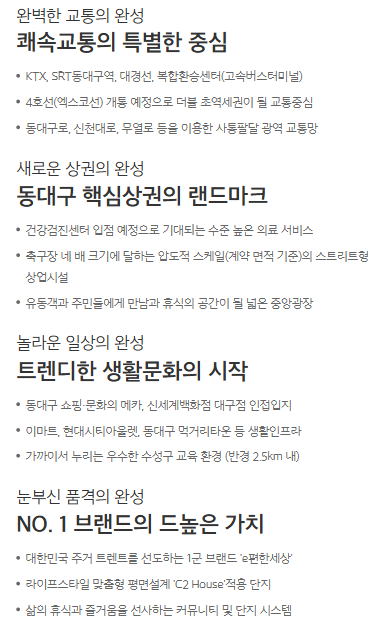 완벽한 교통의 완성
쾌속교통의 특별한 중심
• KTX, SRT동대구역, 대경선, 복합환승센터(고속버스터미널)
• 4호선(엑스코선) 개통 예정으로 더블 초역세권이 될 교통중심
• 동대구로, 신천대로, 무열로 등을 이용한 사통팔달 광역 교통망
새로운 상권의 완성
동대구 핵심상권의 랜드마크
• 건강검진센터 입점 예정으로 기대되는 수준 높은 의료 서비스
• 축구장 네 배 크기에 달하는 압도적 스케일(계약 면적 기준)의 스트리트형
상업시설
• 유동객과 주민들에게 만남과 휴식의 공간이 될 넓은 중앙광장
놀라운 일상의 완성
트렌디한 생활문화의 시작
• 동대구 쇼핑·문화의 메카, 신세계백화점 대구점 인접입지
• 이마트, 현대시티아울렛, 동대구 먹거리타운 등 생활인프라
• 가까이서 누리는 우수한 수성구 교육 환경 (반경 2.5km 내)
눈부신 품격의 완성
NO. 1 브랜드의 드높은 가치
• 대한민국 주거 트렌트를 선도하는 1군 브랜드 'e편한세상'
• 라이프스타일 맞춤형 평면설계 'C2 House'적용 단지
• 삶의 휴식과 즐거움을 선사하는 커뮤니티 및 단지 시스템